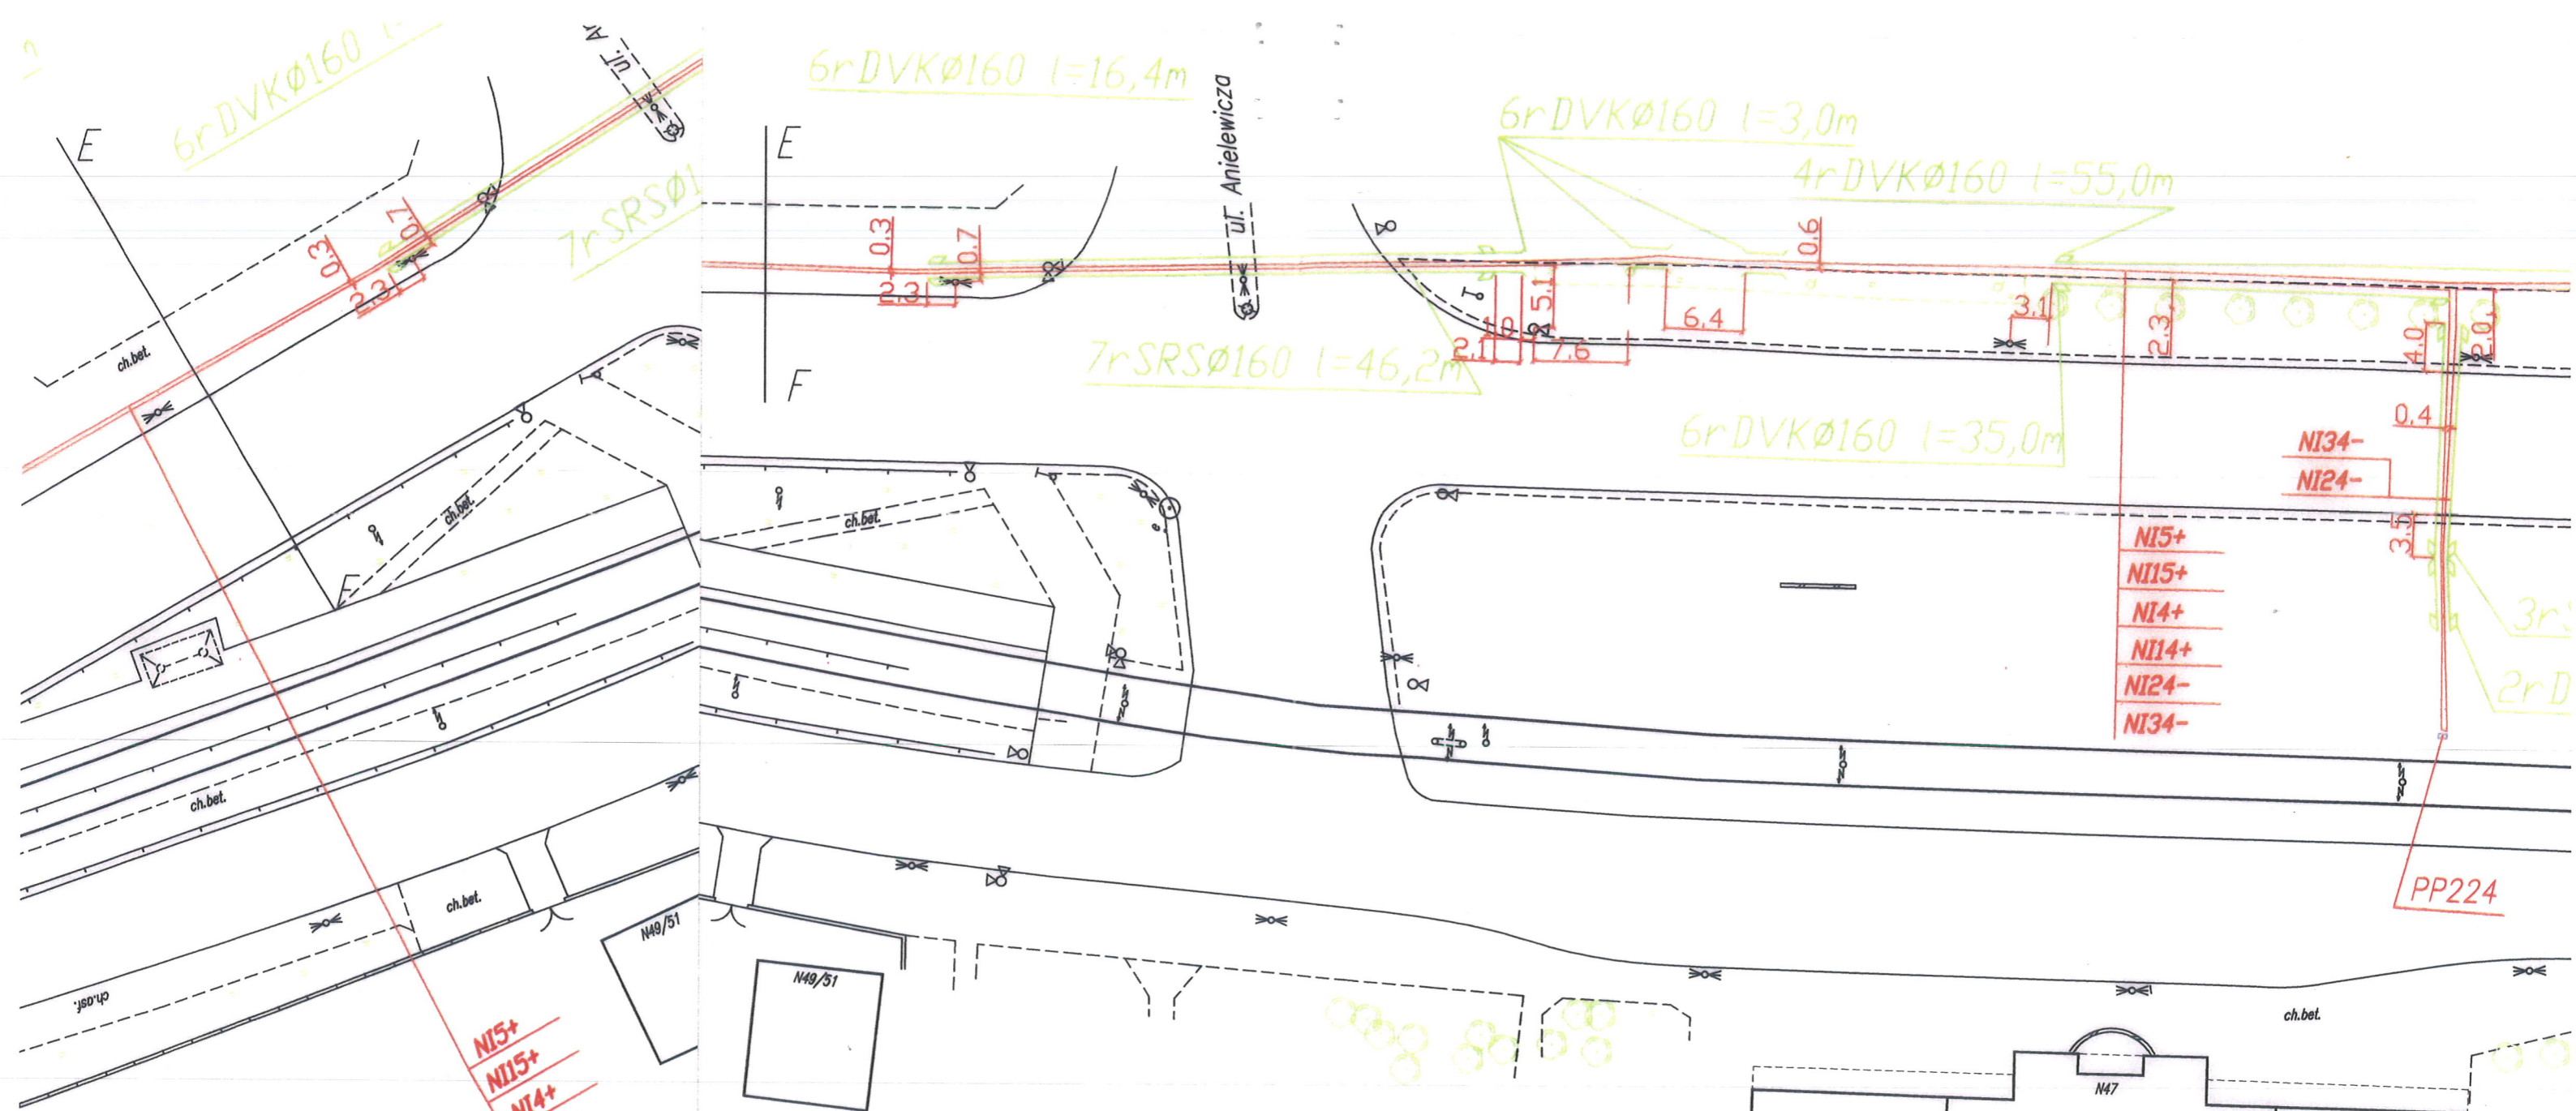 6rDVKØ160
E
0.3
0.7
2.3
7rSRSØ1
ul.
ch.bet.
ch.bet.
F
ch.bet.
ch.bet.
ch.asf.
N49/51
NI5+
NI15+
NI4+
6rDVKØ160 l=16,4m
E
ul. Anielewicza
0.3
0.7
2.3
F
7rSRSØ160 l=46,2m
6rDVKØ160 l=3,0m
4rDVKØ160 l=55,0m
0.6
5.1
1.0
2.1
7.6
6.4
3.1
2.3
4.0
2.0
6rDVKØ160 l=35,0m
0.4
NI34-
NI24-
3.5
NI5+
NI15+
NI4+
NI14+
NI24-
NI34-
3r
2rD
PP224
ch.bet.
e
N49/51
ch.bet.
N47